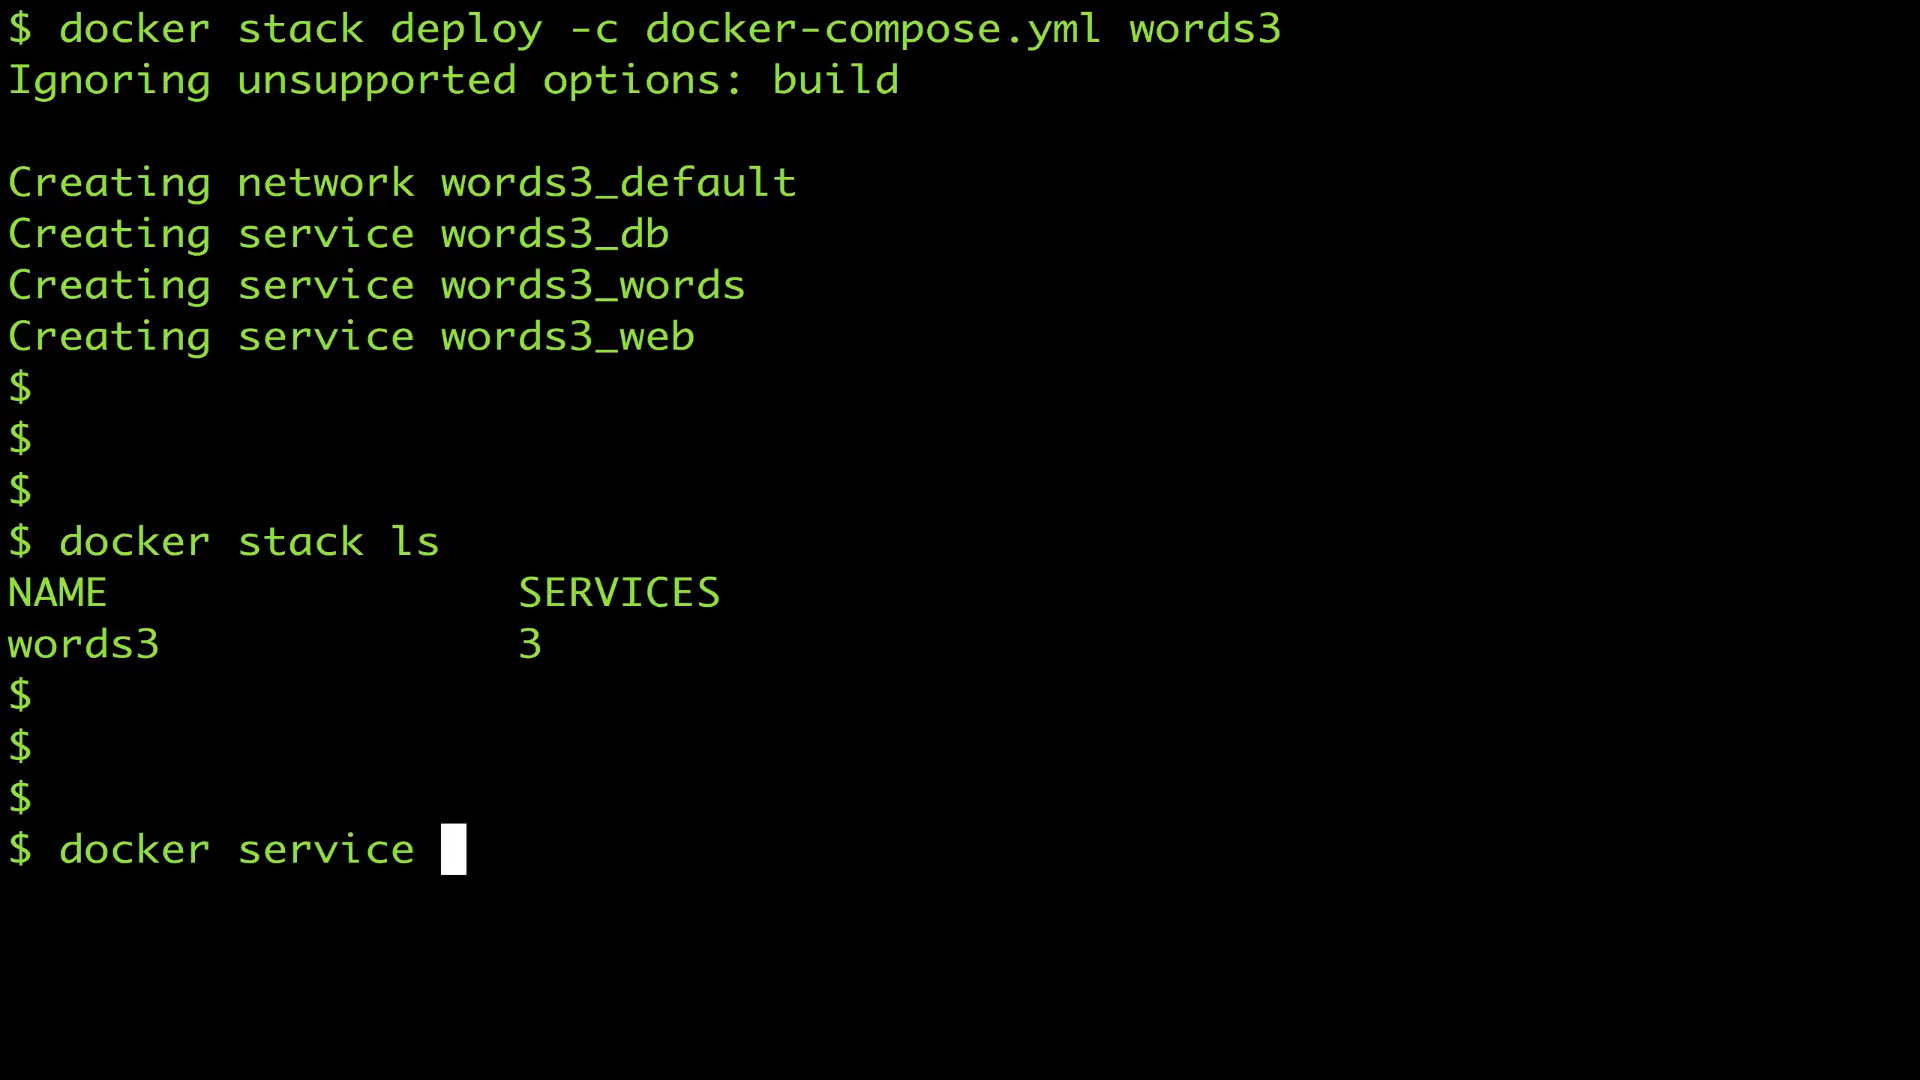 $ docker stack deploy -c docker-compose.yml words3
Ignoring unsupported options: build
Creating network words3_default
Creating service words3_db
Creating service words3_words
Creating service words3_web
$
$
$
$ docker stack ls
NAME                SERVICES
words3              3
$
$
$
$ docker service